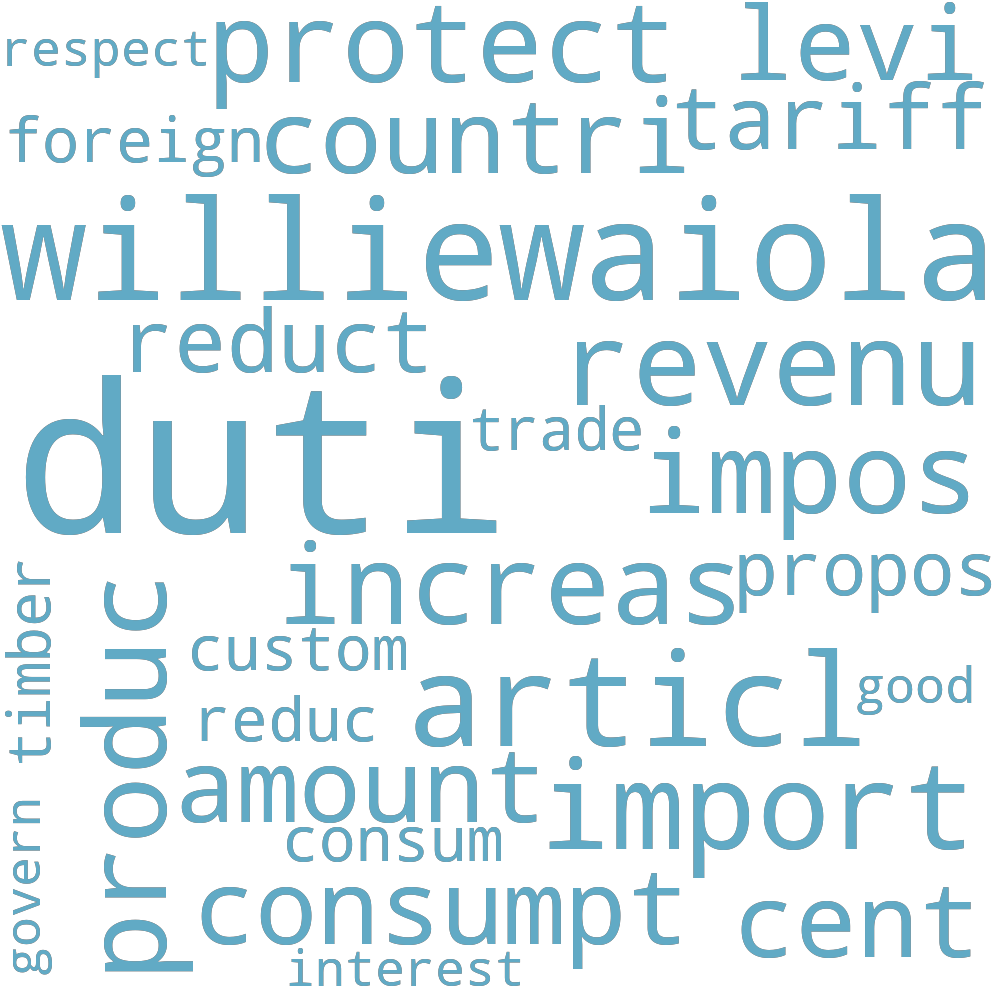 respect protect levi
foreign countri tariff
williewaiola
reduct revenu
duti trade impos
increas propos
timber produc custom articl good
reduc
amount import
govern consum
consumpt cent
interest